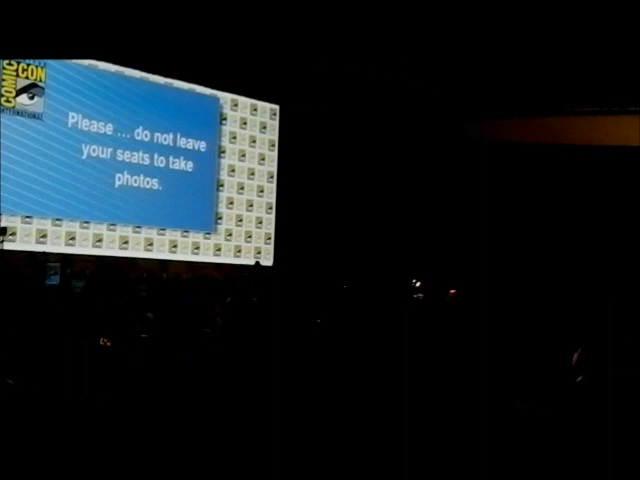 COMIC
CON
INTERNATIONAL
Please ... do not leave
your seats to take
photos.